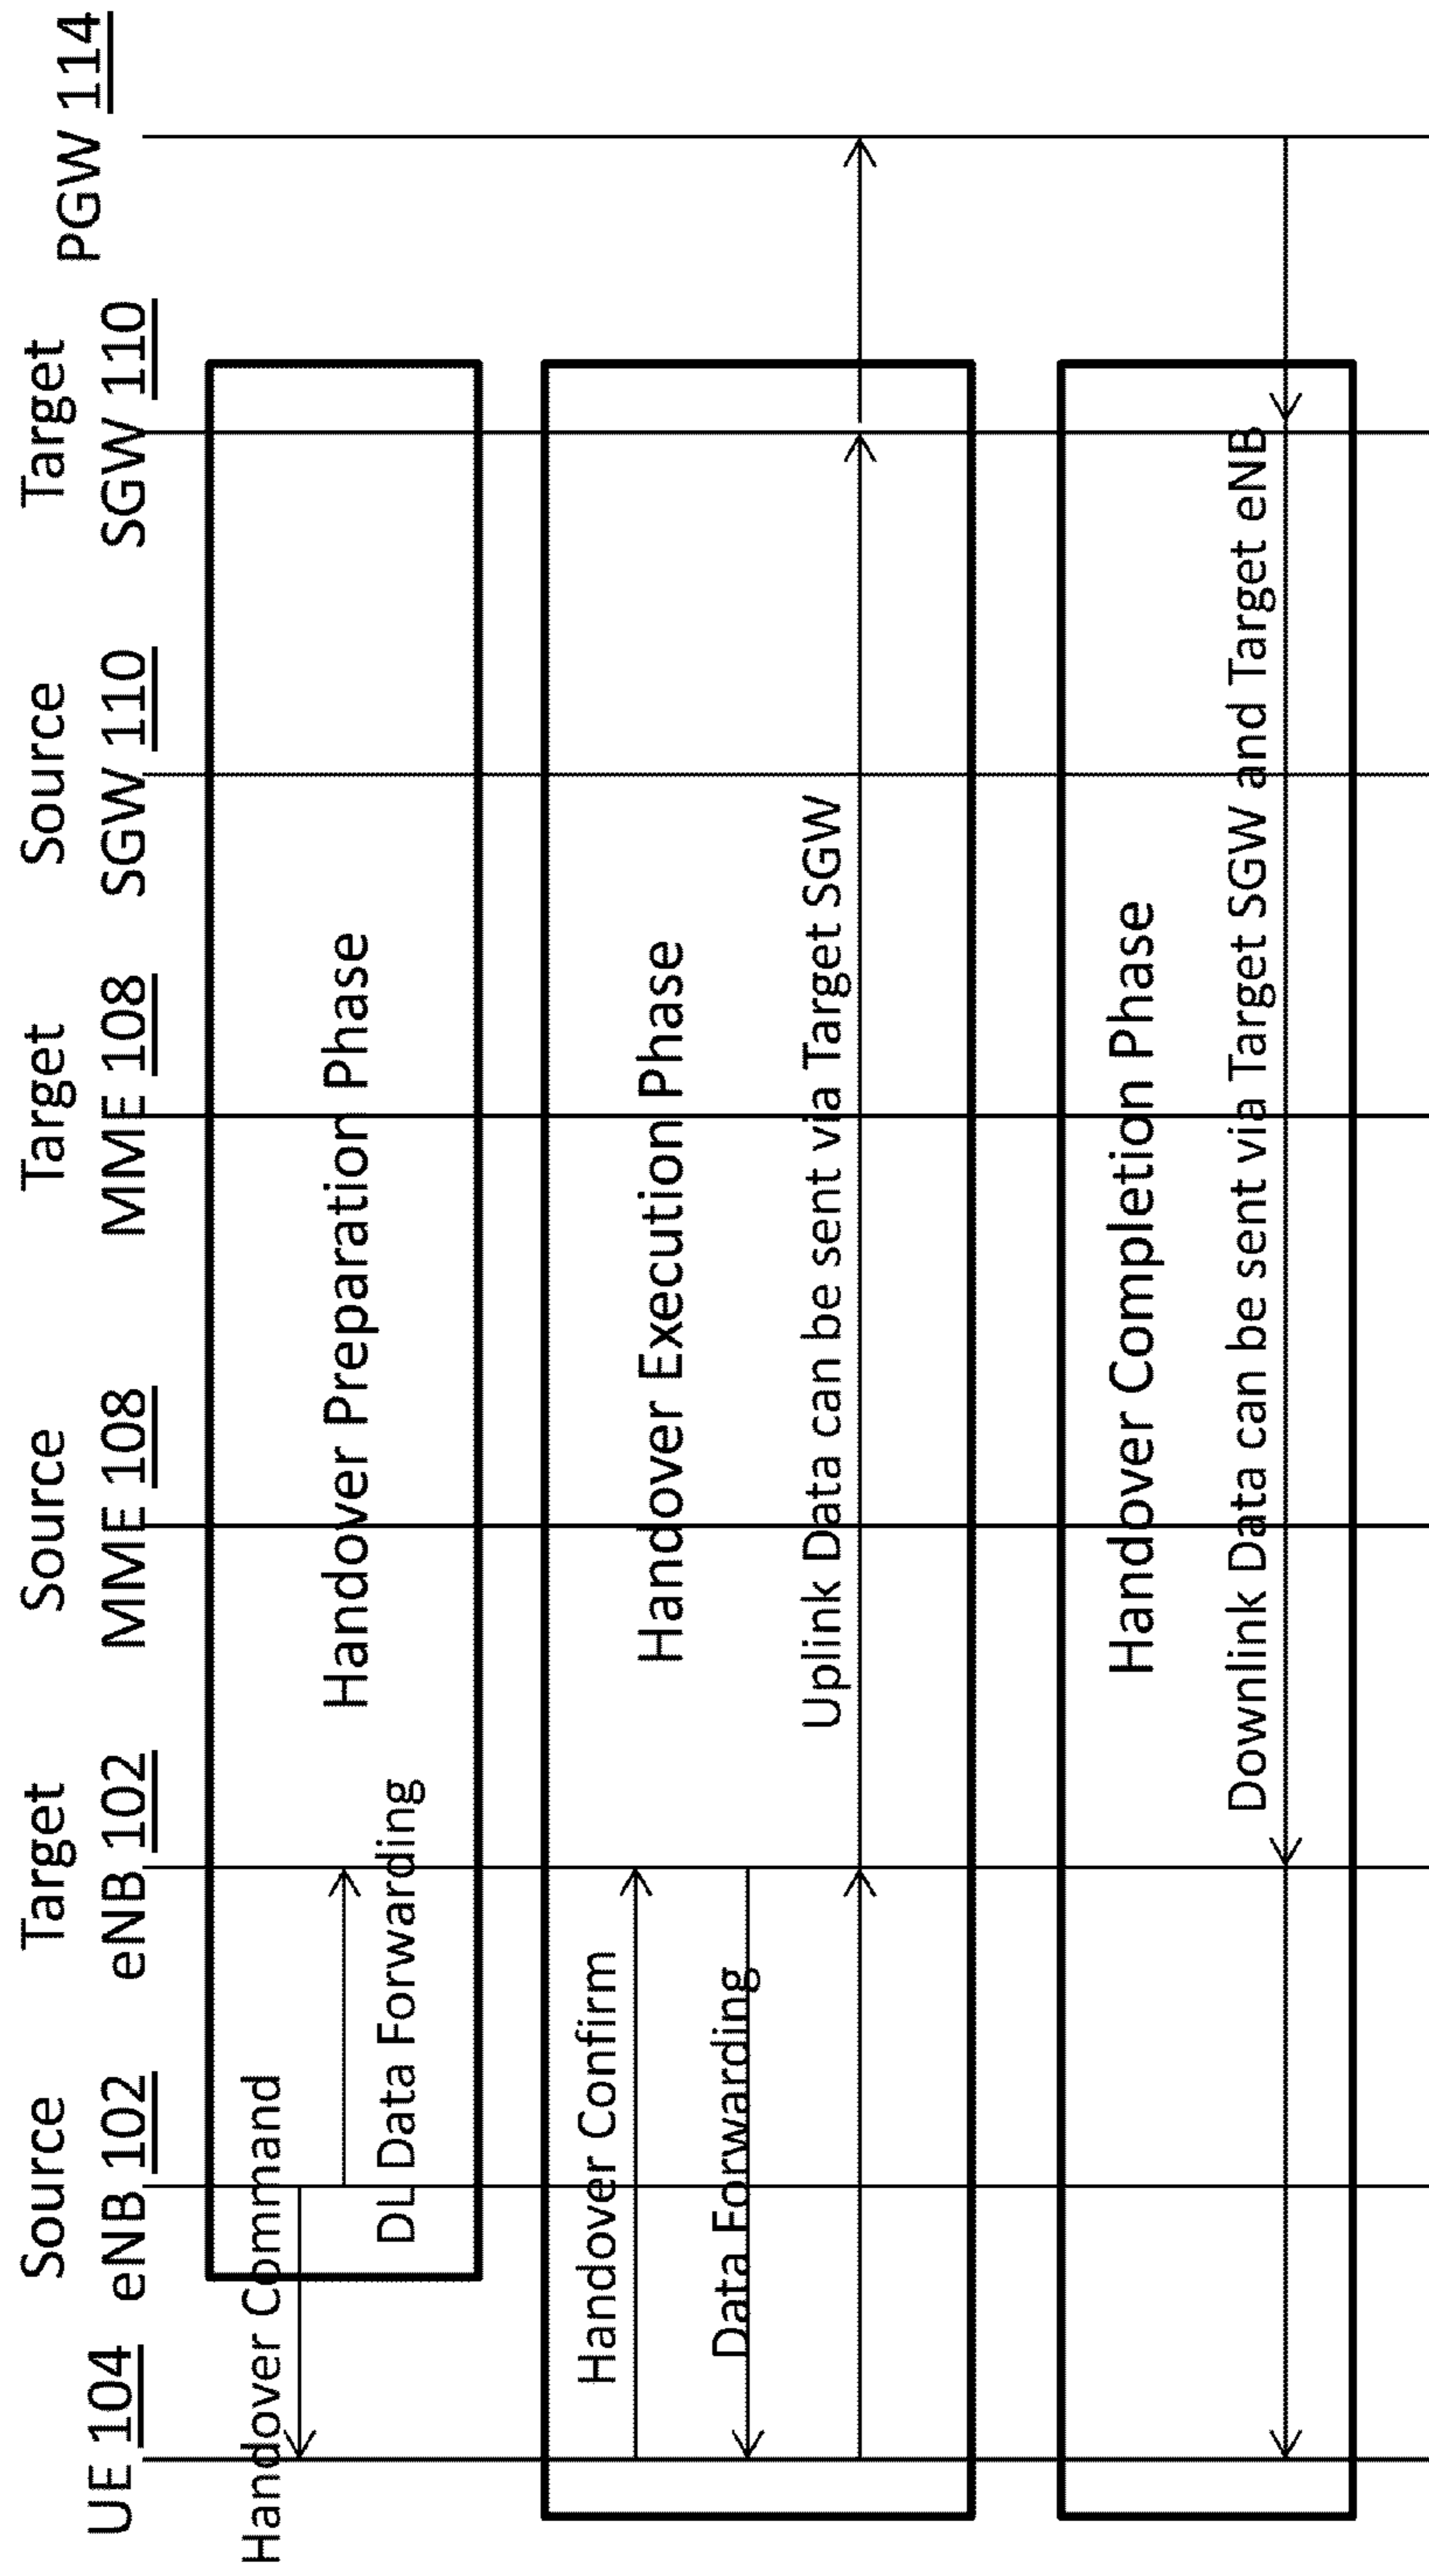 UE 104
Source
eNB 102
Target
eNB 102
Source
MME 108
Target
MME 108
Source
SGW 110
Target
SGW 110
PGW 114
Handover Command
Handover Preparation Phase
DL Data Forwarding
Handover Confirm
Handover Execution Phase
Data Forwarding
Uplink Data can be sent via Target SGW
Handover Completion Phase
Downlink Data can be sent via Target SGW and Target eNB